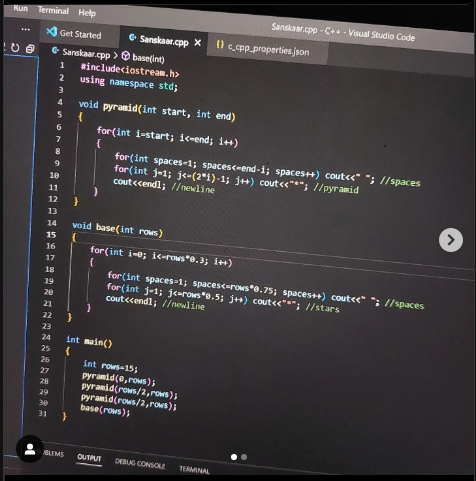 Run Terminal Help
Sanskaar.cpp - C++ - Visual Studio Code
Get Started
Sanskaar.cpp X
c_cpp_properties.json
Sanskaar.cpp > base(int)
1 #include<iostream.h>
2 using namespace std;
3
4 void pyramid(int start, int end)
5 {
6 for(int i=start; i<=end; i++)
7 {
8 for(int spaces=1; spaces<=end-i; spaces++) cout<<" "; //spaces
9 for(int j=1; j<=(2*i)-1; j++) cout<<"*"; //pyramid
10 cout<<endl; //newline
11 }
12 }
13
14 void base(int rows)
15 {
16 for(int i=0; i<=rows*0.3; i++)
17 {
18 for(int spaces=1; spaces<=rows*0.75; spaces++) cout<<" "; //spaces
19 for(int j=1; j<=rows*0.5; j++) cout<<"*"; //stars
20 cout<<endl; //newline
21 }
22 }
23
24 int main()
25 {
26 int rows=15;
27 pyramid(0,rows);
28 pyramid(rows/2,rows);
29 pyramid(rows/2,rows);
30 base(rows);
31 }
BLEMS OUTPUT DEBUG CONSOLE TERMINAL